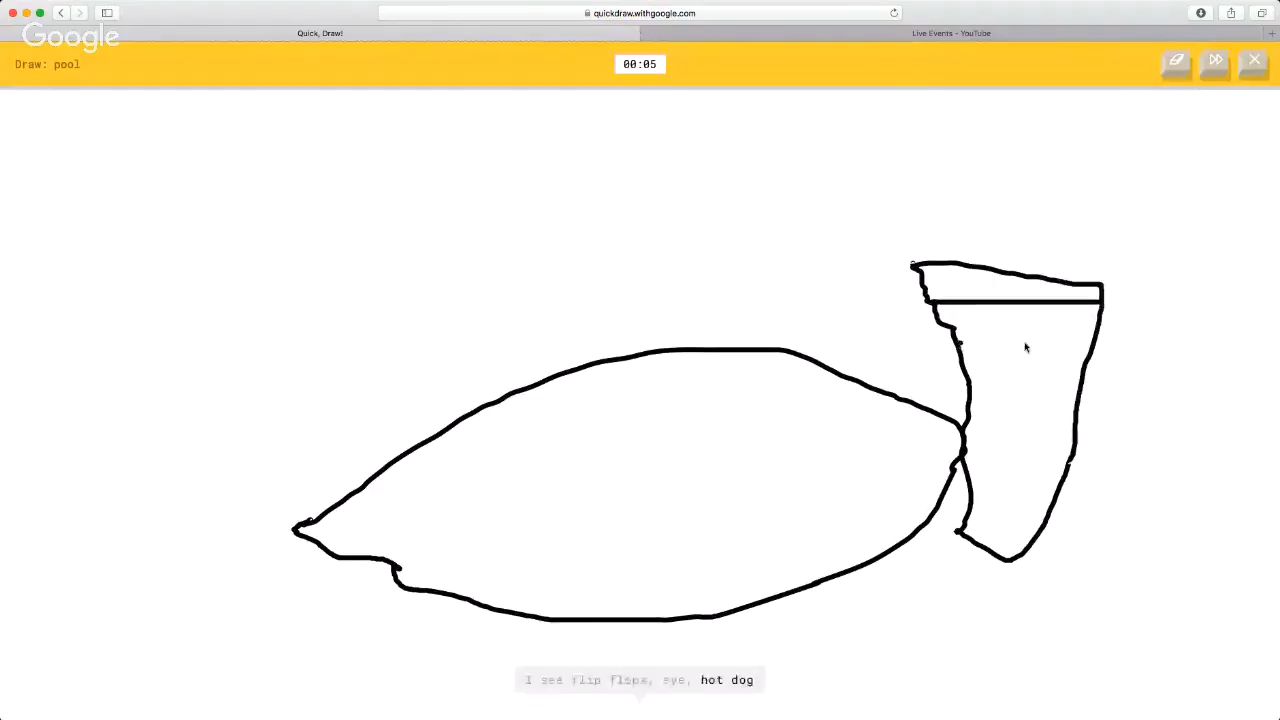 quickdraw.withgoogle.com
Quick, Draw!
Live Events - YouTube
Google
Draw: pool
00:05
I see flip flops, eye, hot dog